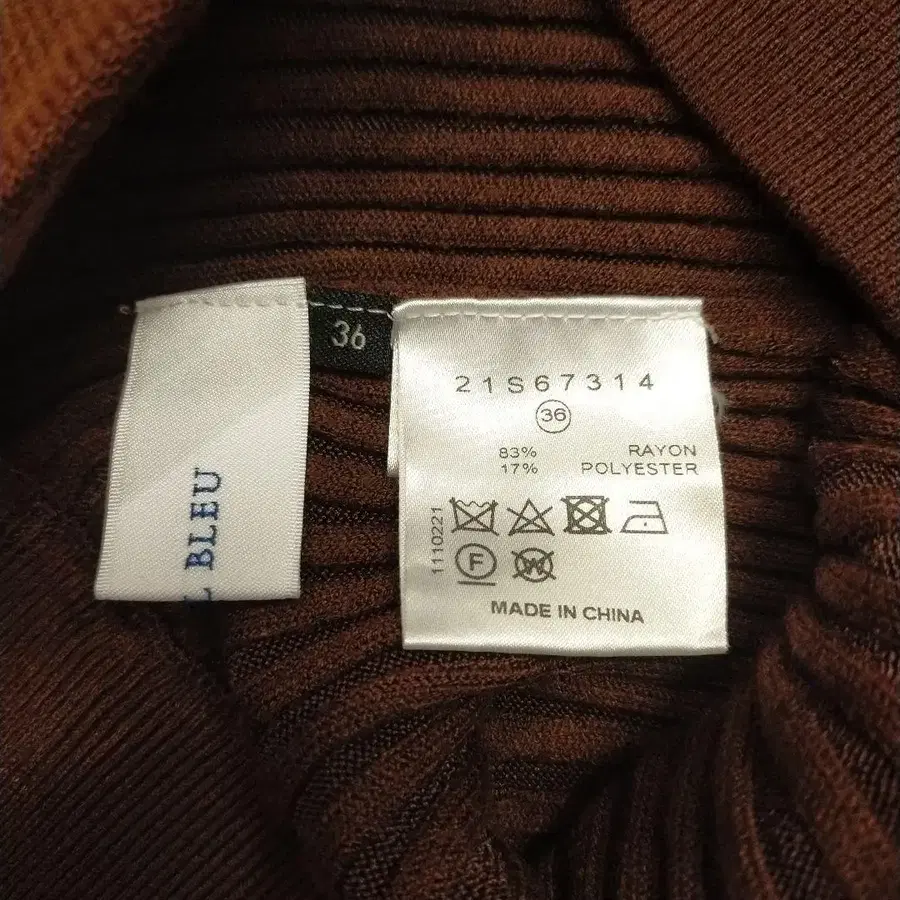 BLEU
36
21S67314
36
83% RAYON
17% POLYESTER
1110221
F
W
MADE IN CHINA